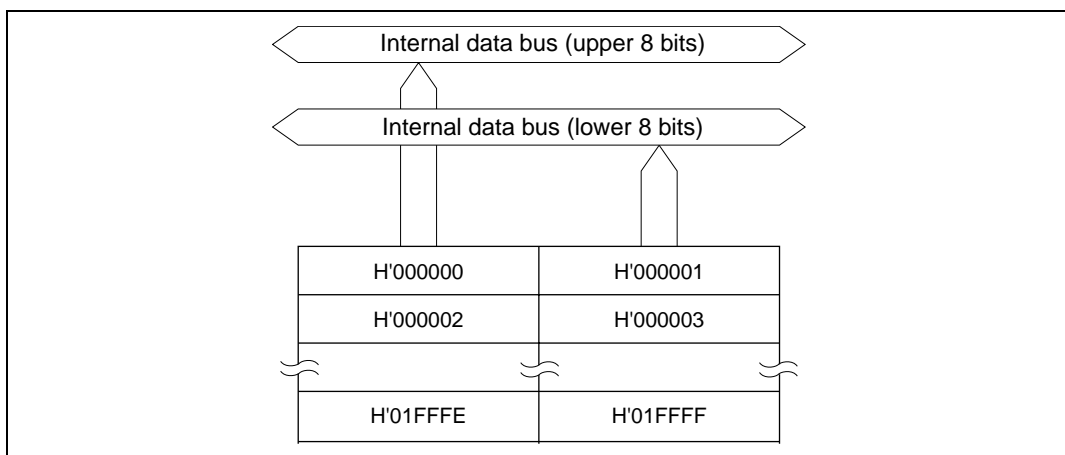 Internal data bus (upper 8 bits)
Internal data bus (lower 8 bits)
H'000000 H'000001
H'000002 H'000003
H'01FFFE H'01FFFF